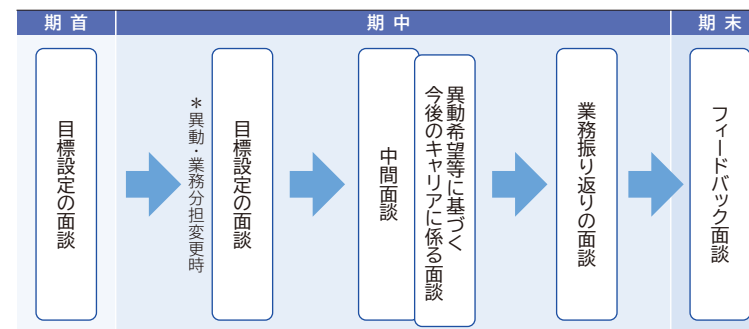 期首
期中
期末
目標設定の面談
＊異動・業務分担変更時
目標設定の面談
中間面談
異動希望等に基づく
今後のキャリアに係る面談
業務振り返りの面談
フィードバック面談